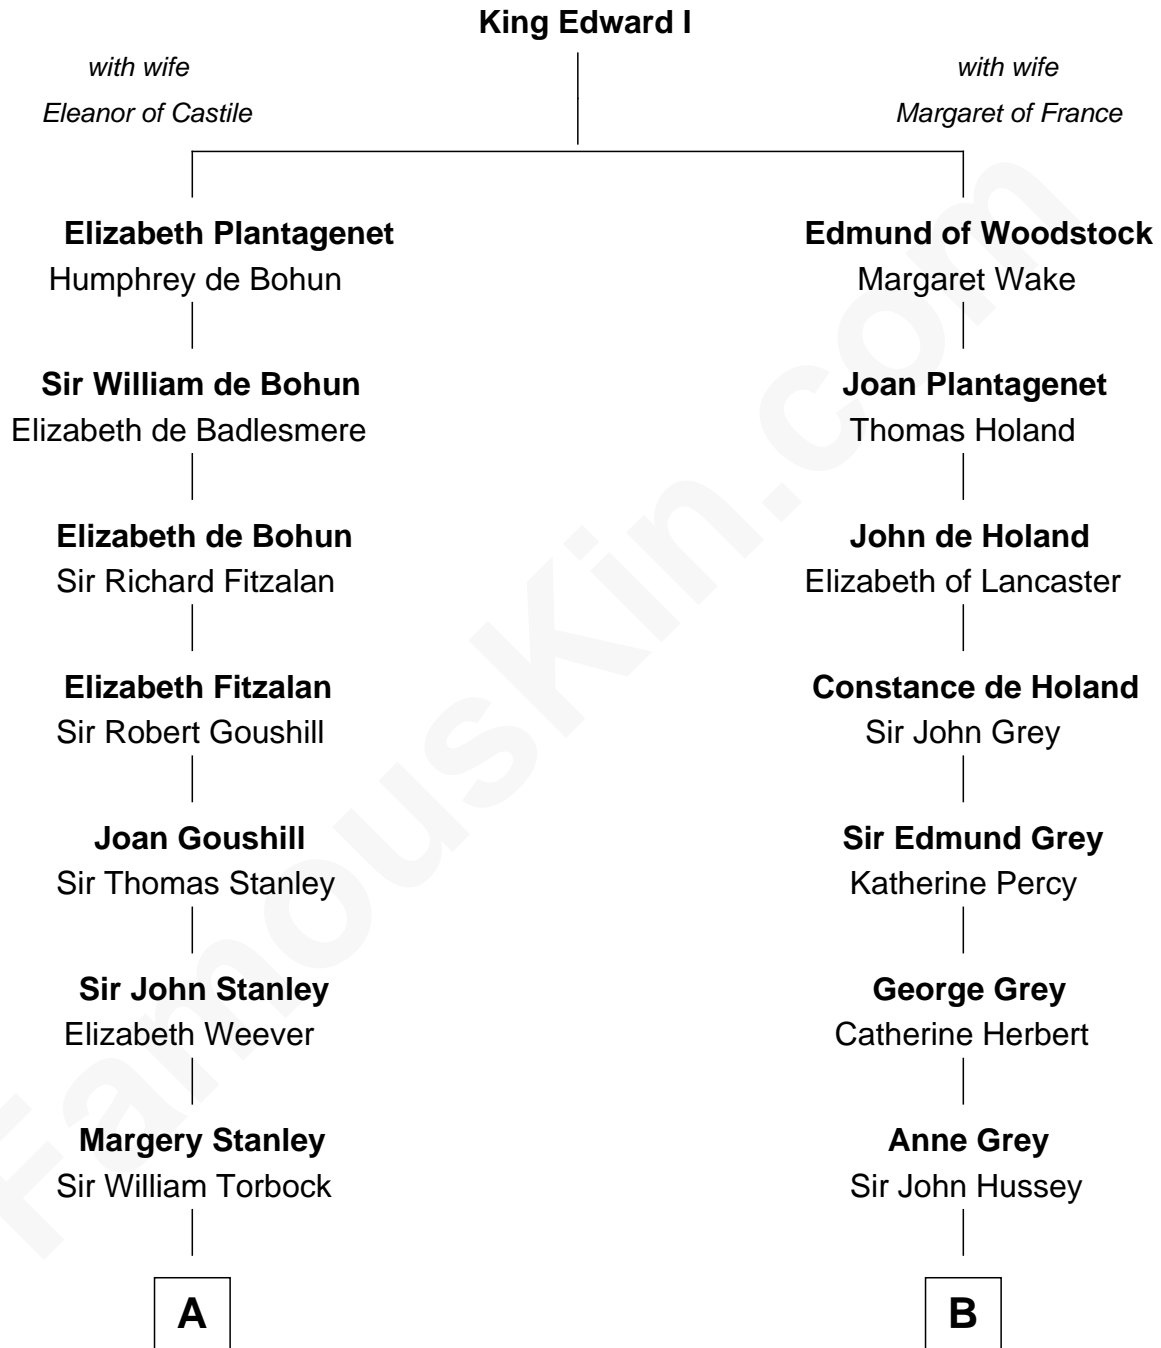 King Edward I
with wife
Eleanor of Castile
with wife
Margaret of France
Elizabeth Plantagenet
Humphrey de Bohun
Edmund of Woodstock
Margaret Wake
Sir William de Bohun
Elizabeth de Badlesmere
Joan Plantagenet
Thomas Holand
Elizabeth de Bohun
Sir Richard Fitzalan
John de Holand
Elizabeth of Lancaster
Elizabeth Fitzalan
Sir Robert Goushill
Constance de Holand
Sir John Grey
Joan Goushill
Sir Thomas Stanley
Sir Edmund Grey
Katherine Percy
Sir John Stanley
Elizabeth Weever
George Grey
Catherine Herbert
Margery Stanley
Sir William Torbock
Anne Grey
Sir John Hussey
A
B
FamousKin.com